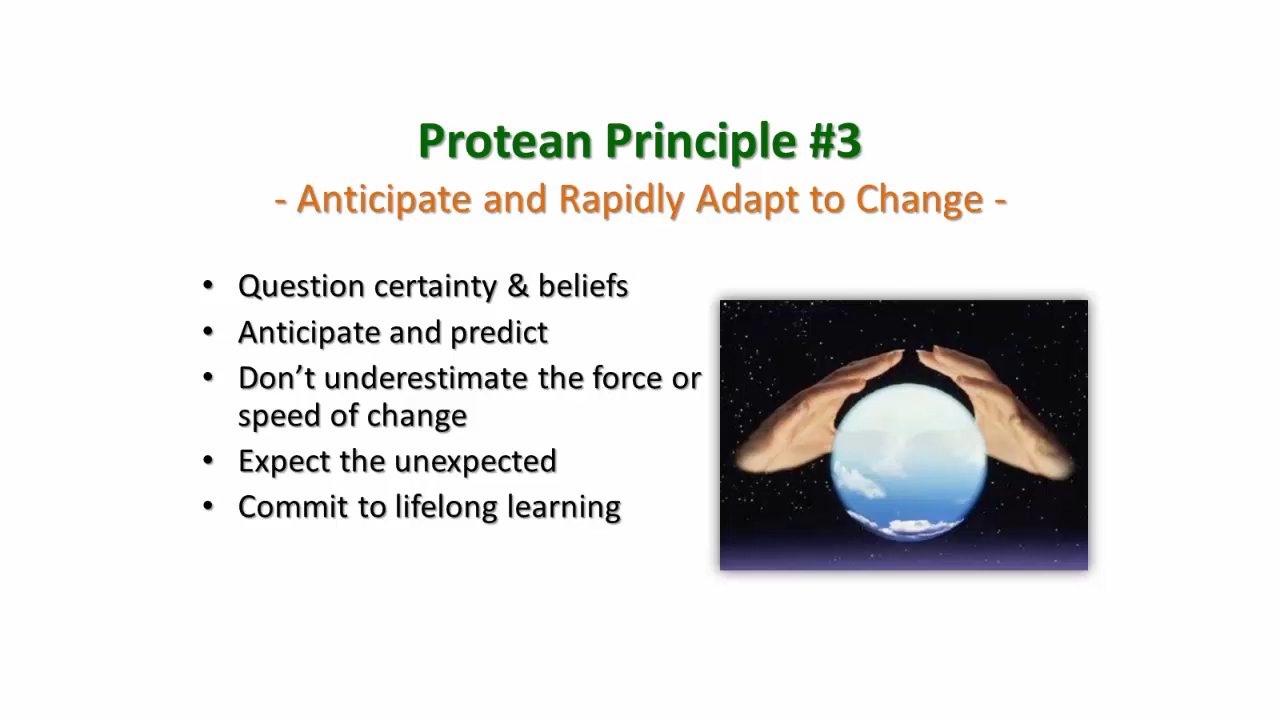 Protean Principle #3
- Anticipate and Rapidly Adapt to Change -
• Question certainty & beliefs
• Anticipate and predict
• Don’t underestimate the force or
speed of change
• Expect the unexpected
• Commit to lifelong learning